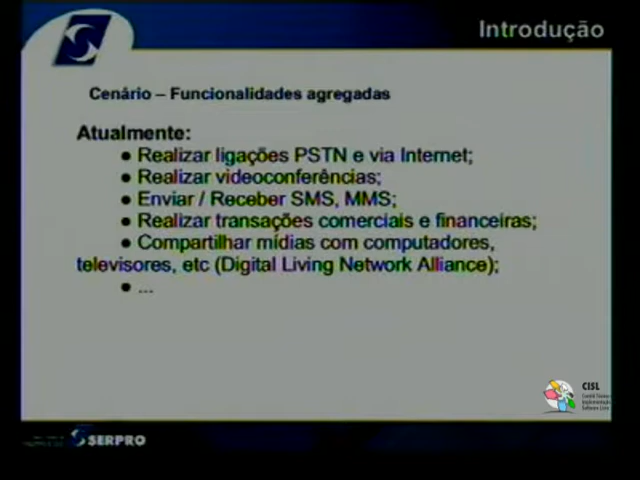 Introdução
Cenário – Funcionalidades agregadas
Atualmente:
● Realizar ligações PSTN e via Internet;
● Realizar videoconferências;
● Enviar / Receber SMS, MMS;
● Realizar transações comerciais e financeiras;
● Compartilhar mídias com computadores,
televisores, etc (Digital Living Network Alliance);
● ...
CISL
SERPRO